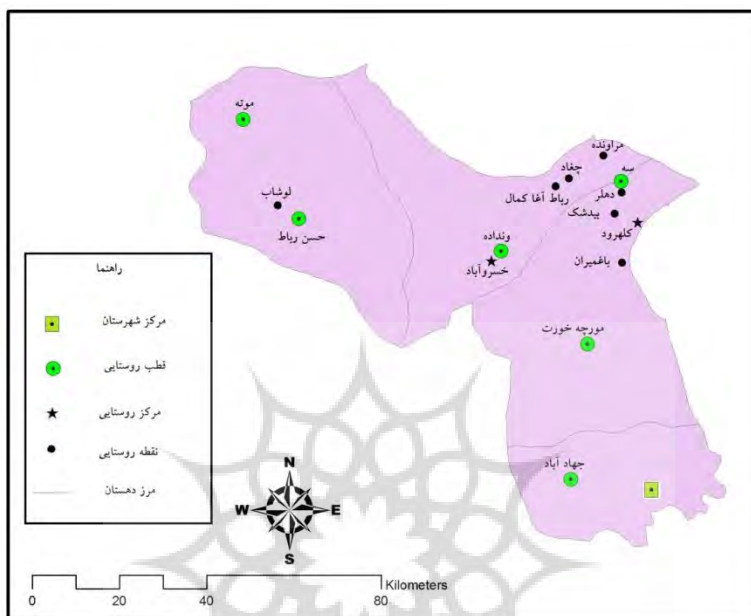 موته
مراونده
چغاد
سه
رباط آغا کمال
دهلر
لوشاب
بیدشک
حسن رباط
کلهرود
ونداده
خسروآباد
باغمیران
راهنما
مرکز شهرستان
مورچه خورت
قطب روستایی
مرکز روستایی
نقطه روستایی
جهاد آباد
مرز دهستان
N
W E
S
Kilometers
0 20 40 80